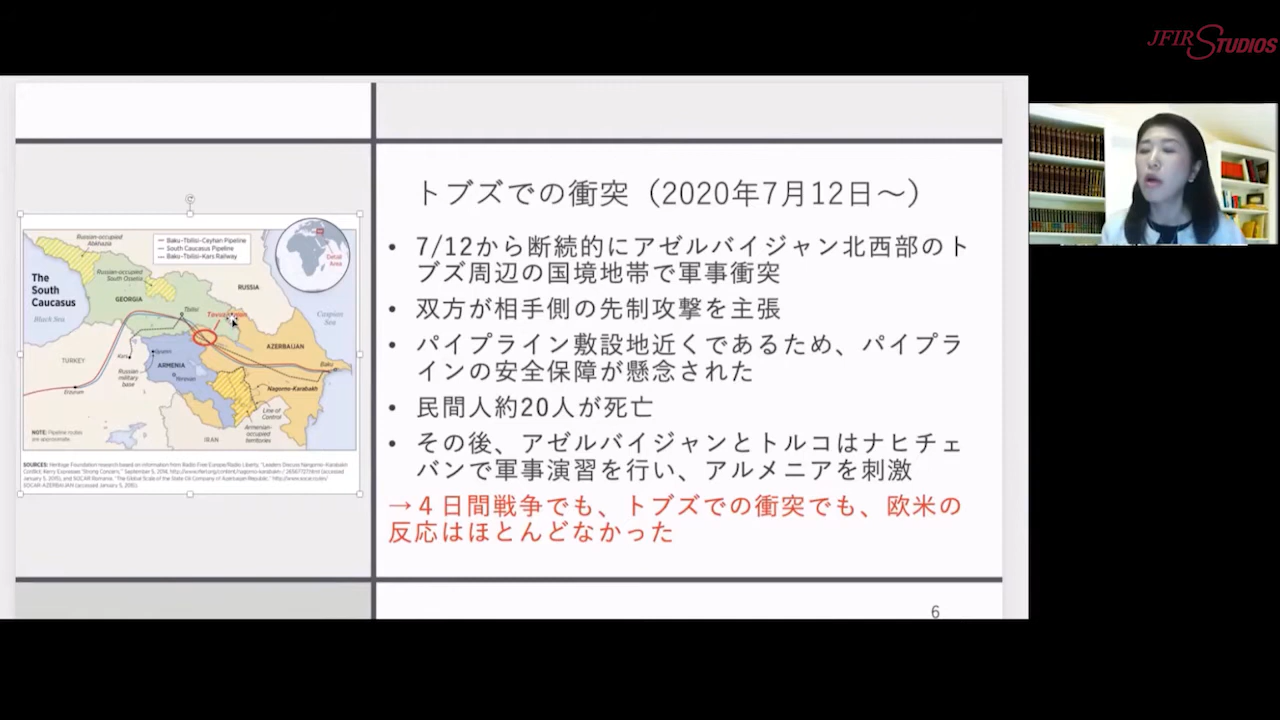 JFIR STUDIOS
トブズでの衝突（2020年7月12日～）
• 7/12から断続的にアゼルバイジャン北西部のト
ブズ周辺の国境地帯で軍事衝突
• 双方が相手側の先制攻撃を主張
• パイプライン敷設地近くであるため、パイプラ
インの安全保障が懸念された
• 民間人約20人が死亡
• その後、アゼルバイジャンとトルコはナヒチェ
バンで軍事演習を行い、アルメニアを刺激
→４日間戦争でも、トブズでの衝突でも、欧米の
反応はほとんどなかった
6
Russian-occupied
Abkhazia
Baku–Tbilisi–Ceyhan Pipeline
South Caucasus Pipeline
Baku–Tbilisi–Kars Railway
Detail
Area
The
South
Caucasus
Russian-occupied
South Ossetia
RUSSIA
GEORGIA
Tbilisi
Black Sea
Caspian
Sea
TURKEY
Kars
ARMENIA
Yerevan
AZERBAIJAN
Baku
Russian
military
base
Erzurum
Nagorno-Karabakh
Line of
Control
Armenian-
occupied
territories
IRAN
NOTE: Pipeline routes
are approximate.